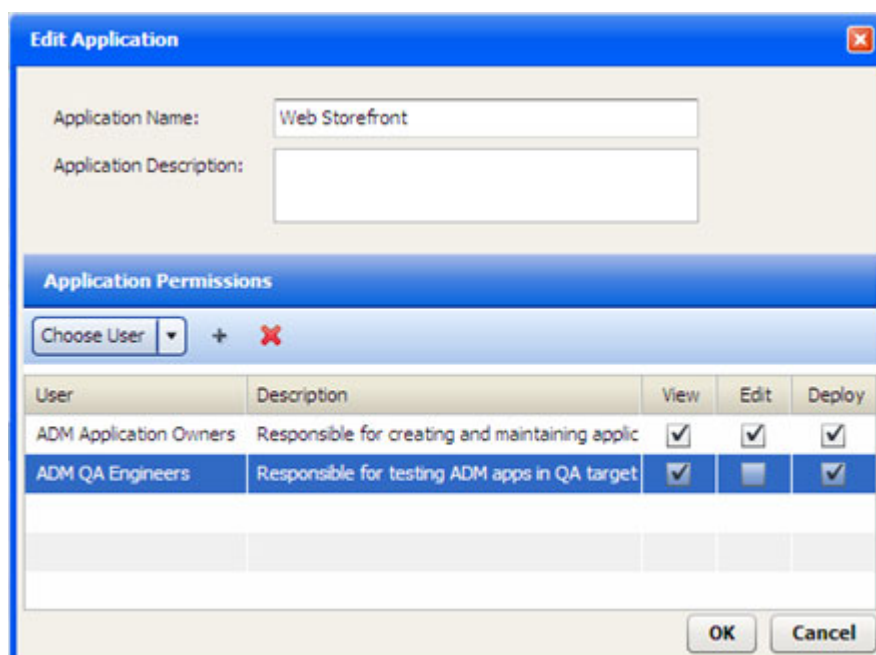 Edit Application
Application Name: Web Storefront
Application Description:
Application Permissions
Choose User
User Description View Edit Deploy
ADM Application Owners Responsible for creating and maintaining applic
ADM QA Engineers Responsible for testing ADM apps in QA target
OK Cancel